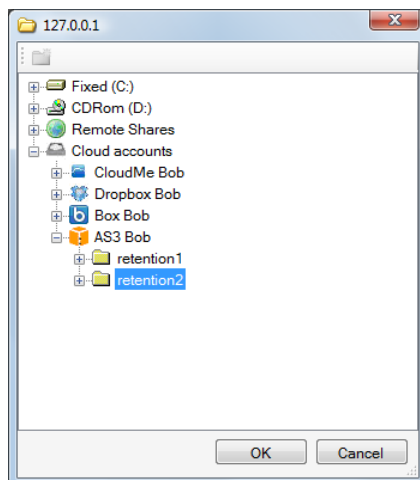 127.0.0.1
Fixed (C:)
CDRom (D:)
Remote Shares
Cloud accounts
CloudMe Bob
Dropbox Bob
Box Bob
AS3 Bob
retention1
retention2
OK Cancel